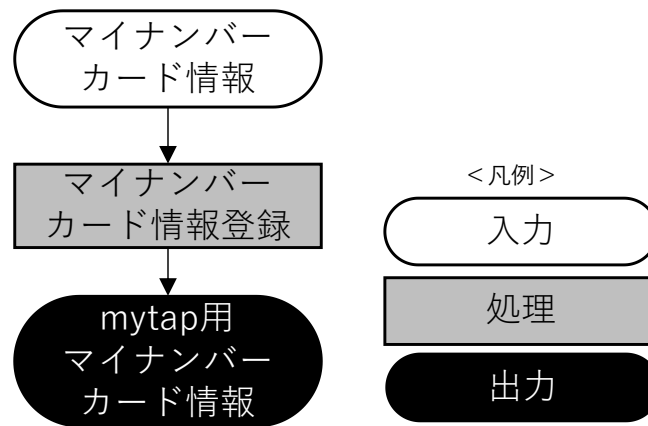 マイナンバー
カード情報
マイナンバー
カード情報登録
mytap用
マイナンバー
カード情報
＜凡例＞
入力
処理
出力